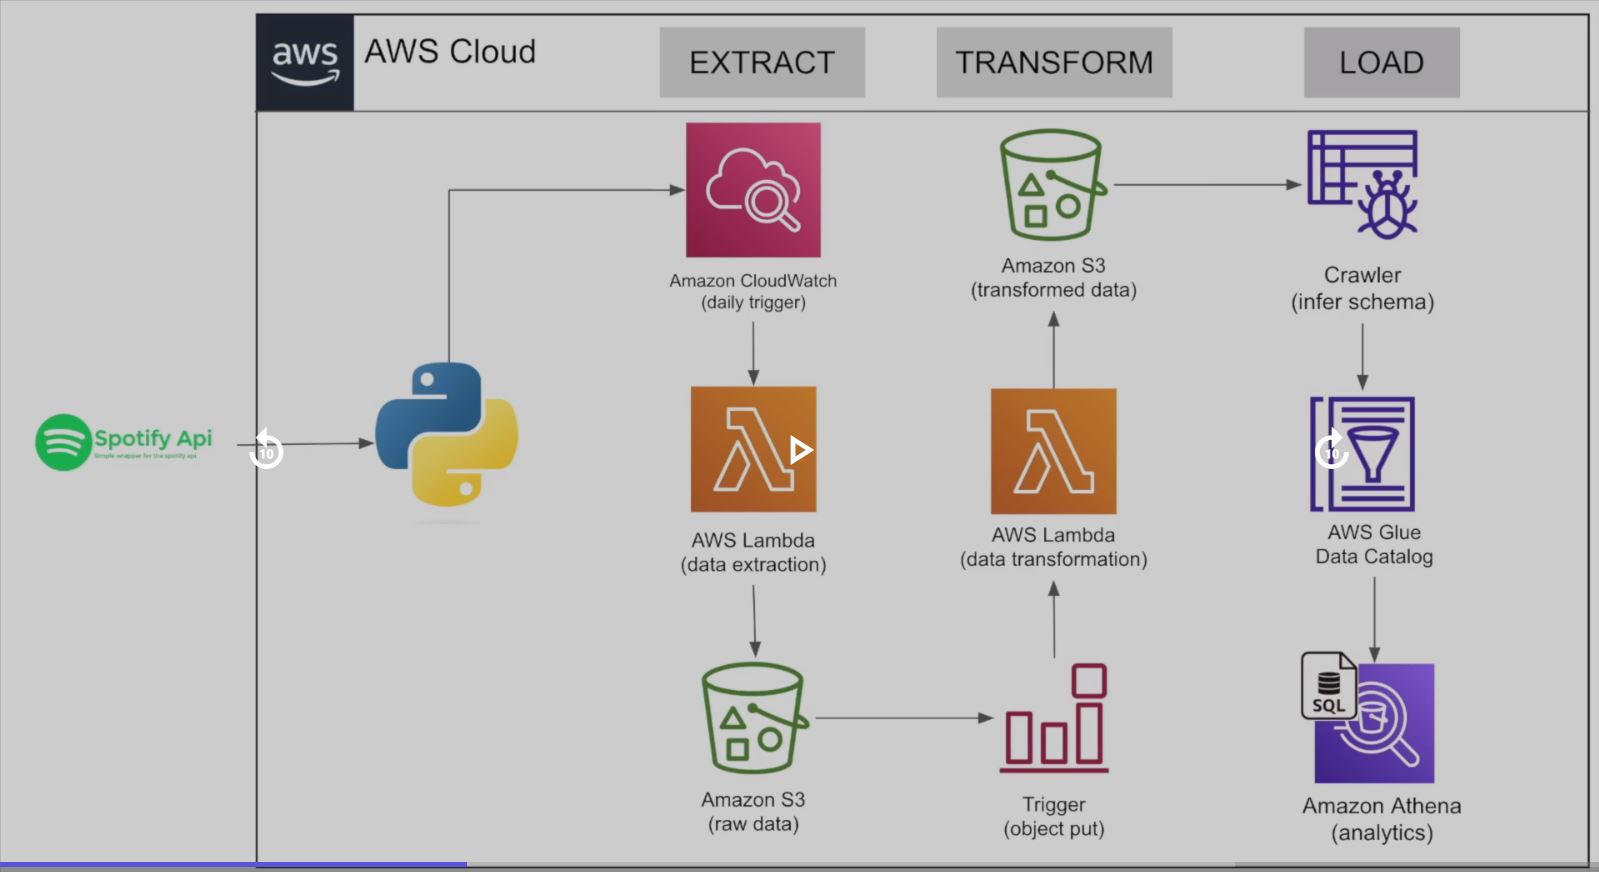 aws
AWS Cloud
EXTRACT
TRANSFORM
LOAD
Amazon CloudWatch
(daily trigger)
Amazon S3
(transformed data)
Crawler
(infer schema)
Spotify Api
Simple wrapper for the spotify api
10
AWS Lambda
(data extraction)
AWS Lambda
(data transformation)
10
AWS Glue
Data Catalog
Amazon S3
(raw data)
Trigger
(object put)
SQL
Amazon Athena
(analytics)